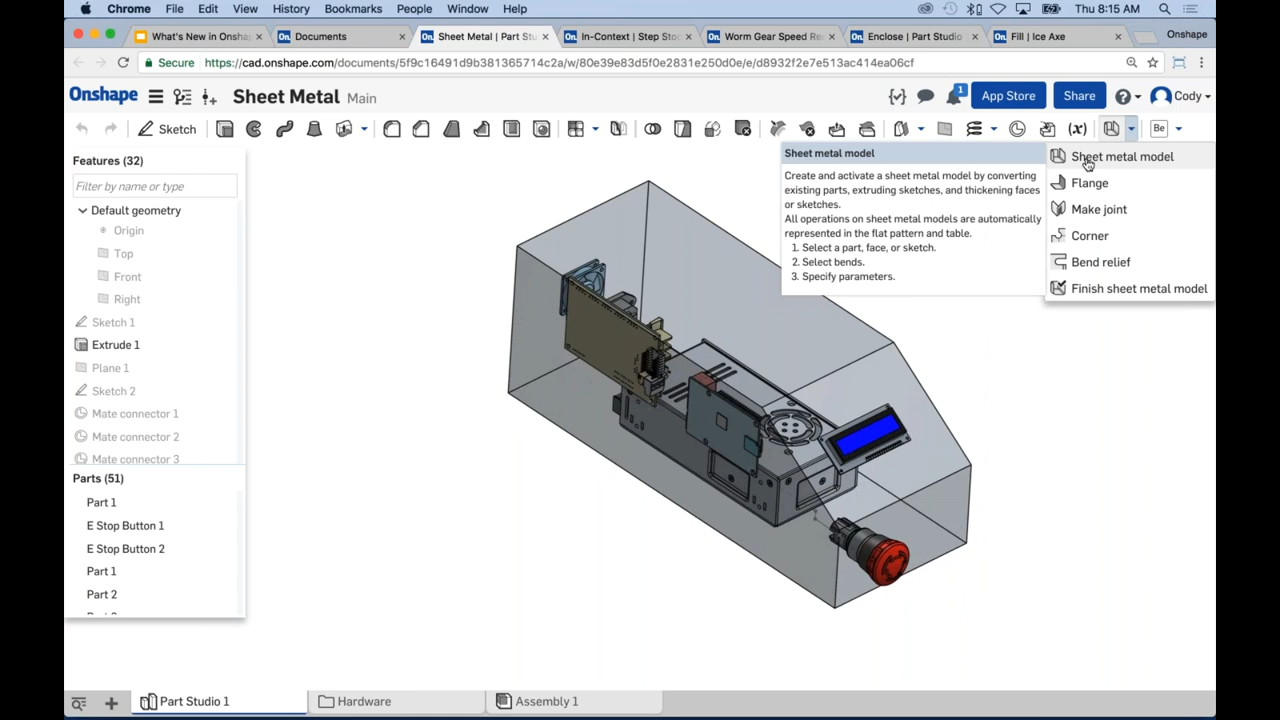 Chrome File Edit View History Bookmarks People Window Help Thu 8:15 AM
What's New in Onsha × Documents × Sheet Metal | Part Stu × In-Context | Step Stoc × Worm Gear Speed Re × Enclose | Part Studio × Fill | Ice Axe × Onshape
Secure https://cad.onshape.com/documents/5f9c16491d9b381365714c2a/w/80e39e83d5f0e2831e250d0e/e/d8932f2e7e513ac414ea06cf
Onshape Sheet Metal Main 1 App Store Share Cody
Sketch (x) Be
Features (32)
Filter by name or type
Default geometry
Origin
Top
Front
Right
Sketch 1
Extrude 1
Plane 1
Sketch 2
Mate connector 1
Mate connector 2
Mate connector 3
Parts (51)
Part 1
E Stop Button 1
E Stop Button 2
Part 1
Part 2
Sheet metal model
Create and activate a sheet metal model by converting
existing parts, extruding sketches, and thickening faces
or sketches.
All operations on sheet metal models are automatically
represented in the flat pattern and table.
1. Select a part, face, or sketch.
2. Select bends.
3. Specify parameters.
Sheet metal model
Flange
Make joint
Corner
Bend relief
Finish sheet metal model
Part Studio 1 Hardware Assembly 1